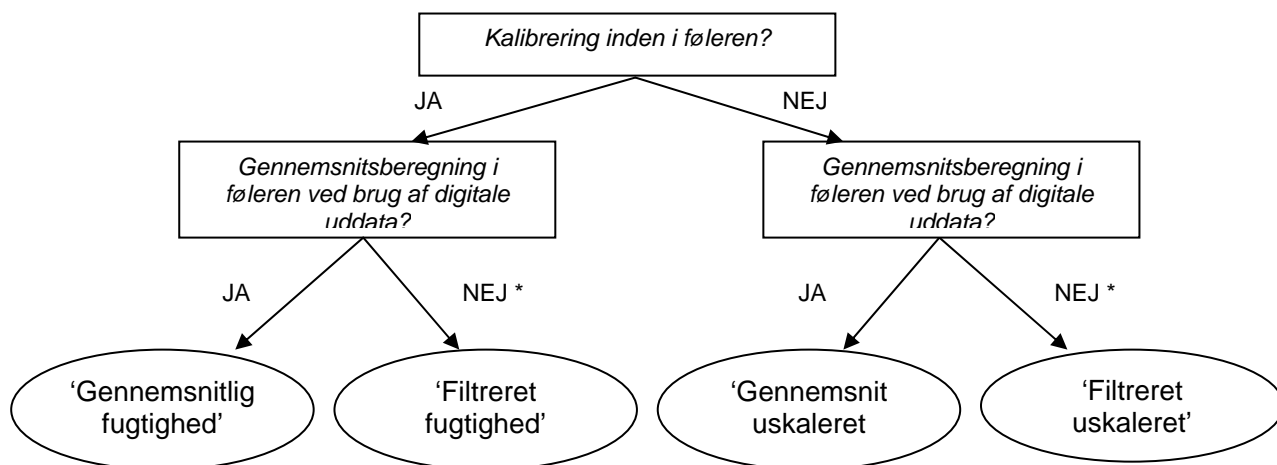 Kalibrering inden i føleren?
JA
NEJ
Gennemsnitsberegning i
føleren ved brug af digitale
uddata?
Gennemsnitsberegning i
føleren ved brug af digitale
uddata?
JA
NEJ *
JA
NEJ *
‘Gennemsnitlig
fugtighed’
‘Filtreret
fugtighed’
‘Gennemsnit
uskaleret
‘Filtreret
uskaleret’